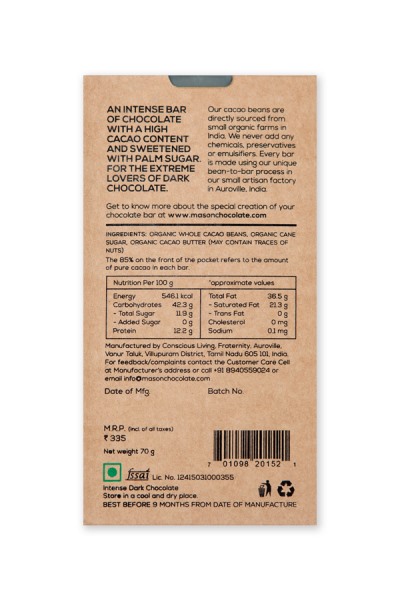 AN INTENSE BAR
OF CHOCOLATE
WITH A HIGH
CACAO CONTENT
AND SWEETENED
WITH PALM SUGAR.
FOR THE EXTREME
LOVERS OF DARK
CHOCOLATE.
Our cacao beans are
directly sourced from
small organic farms in
India. We never add any
chemicals, preservatives
or emulsifiers. Every bar
is made using our unique
bean-to-bar process in
our small artisan factory
in Auroville, India.
Get to know more about the special creation of your
chocolate bar at www.masonchocolate.com
INGREDIENTS: ORGANIC WHOLE CACAO BEANS, ORGANIC CANE
SUGAR, ORGANIC CACAO BUTTER (MAY CONTAIN TRACES OF
NUTS)
The 85% on the front of the pocket refers to the amount
of pure cacao in each bar.
Nutrition Per 100 g *approximate values
Energy 546.1 kcal
Carbohydrates 42.3 g
- Total Sugar 11.9 g
- Added Sugar 0 g
Protein 12.2 g
Total Fat 36.5 g
- Saturated Fat 21.3 g
- Trans Fat 0 g
Cholesterol 0 mg
Sodium 0.1 mg
Manufactured by Conscious Living, Fraternity, Auroville,
Vanur Taluk, Villupuram District, Tamil Nadu 605 101, India.
For feedback/complaints contact the Customer Care Cell
at Manufacturer's address or call +91 8940559024 or
email info@masonchocolate.com
Date of Mfg. Batch No.
M.R.P. (incl. of all taxes)
₹ 335
Net weight 70 g
7 01098 20152 1
fssai Lic. No. 12415031000355
Intense Dark Chocolate
Store in a cool and dry place.
BEST BEFORE 9 MONTHS FROM DATE OF MANUFACTURE